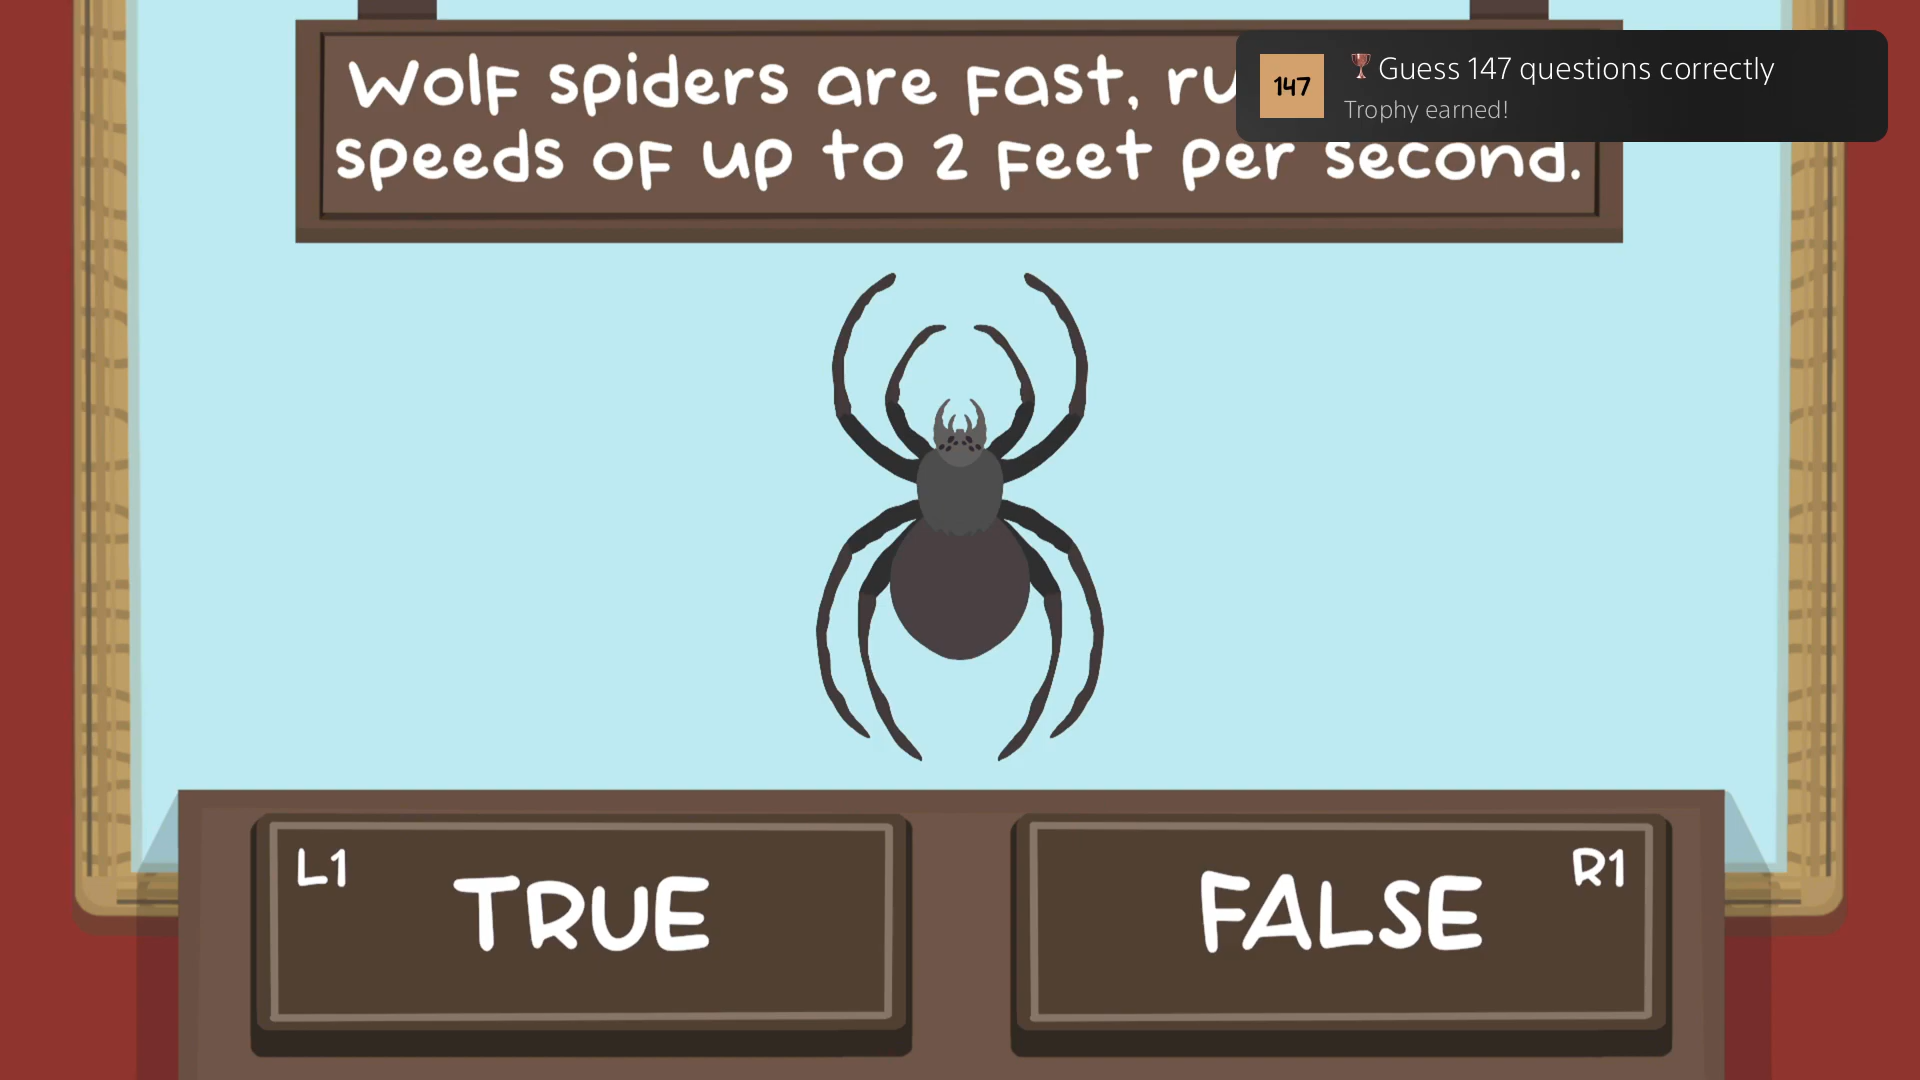 Wolf spiders are fast, ru
speeds of up to 2 feet per second.
147
🏆Guess 147 questions correctly
Trophy earned!
L1
TRUE
FALSE
R1